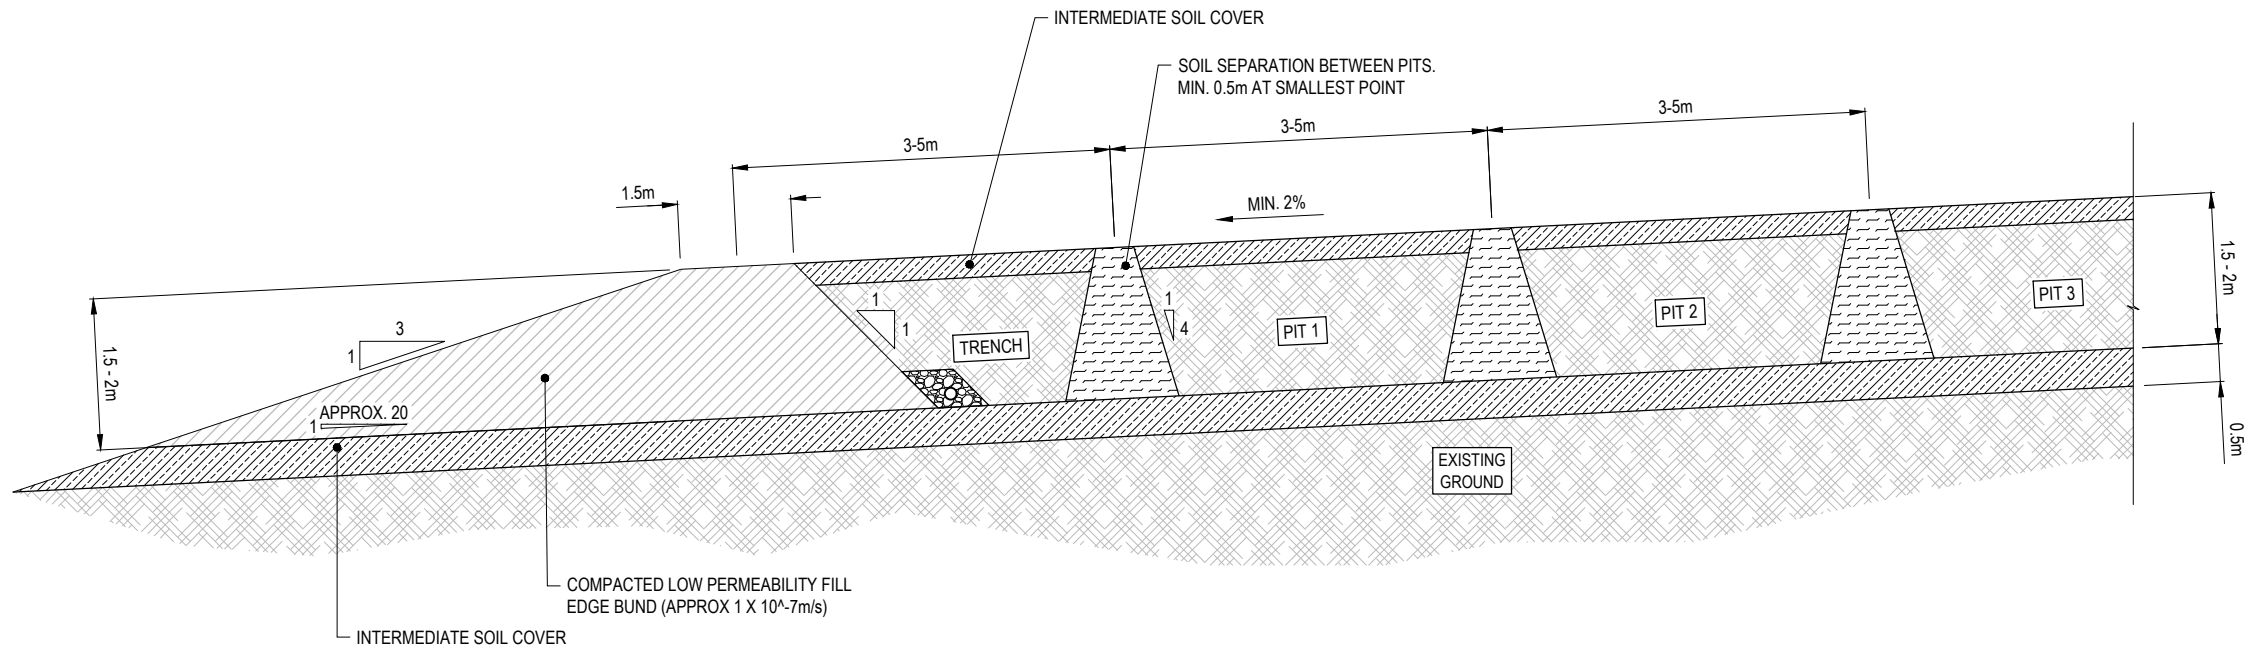 INTERMEDIATE SOIL COVER
SOIL SEPARATION BETWEEN PITS.
MIN. 0.5m AT SMALLEST POINT
3-5m
3-5m
3-5m
1.5m
MIN. 2%
1.5 - 2m
PIT 3
PIT 2
PIT 1
TRENCH
1
1
1
4
3
1
1.5 - 2m
APPROX. 20
1
0.5m
EXISTING
GROUND
COMPACTED LOW PERMEABILITY FILL
EDGE BUND (APPROX 1 X 10^-7m/s)
INTERMEDIATE SOIL COVER